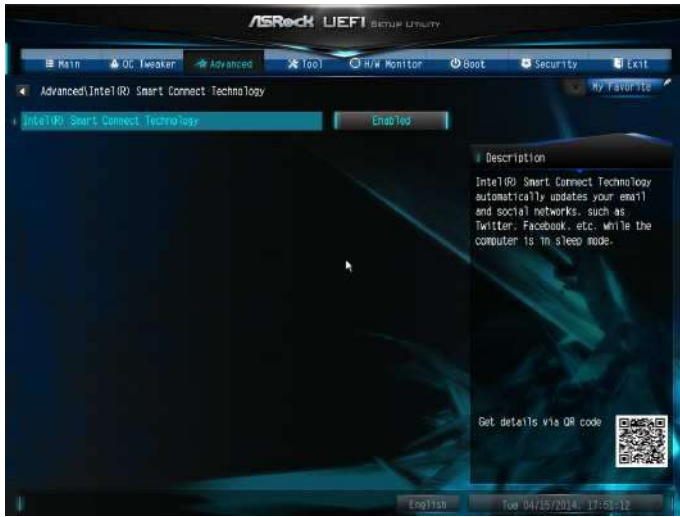 ASRock UEFI SETUP UTILITY
Main OC Tweaker Advanced Tool H/W Monitor Boot Security Exit
Advanced\Intel(R) Smart Connect Technology
My Favorite
Intel(R) Smart Connect Technology Enabled
Description
Intel(R) Smart Connect Technology
automatically updates your email
and social networks, such as
Twitter, Facebook, etc. while the
computer is in sleep mode.
Get details via QR code
English
Tue 04/15/2014. 17:51:12